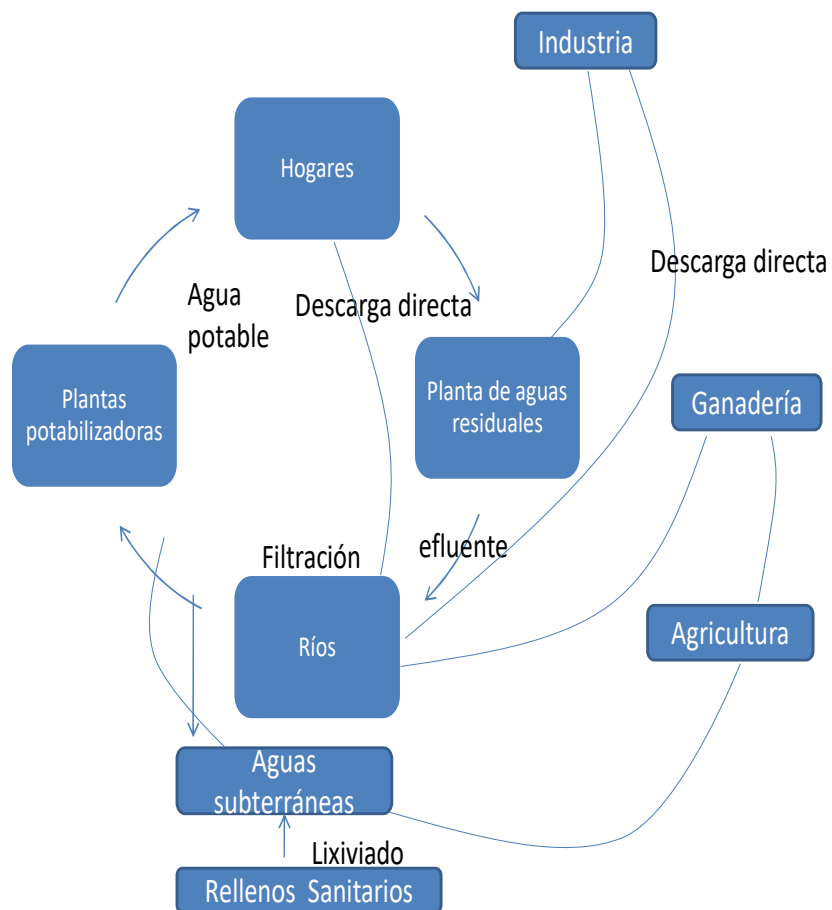 Industria
Hogares
Descarga directa
Agua
potable
Descarga directa
Plantas
potabilizadoras
Planta de aguas
residuales
Ganadería
Filtración
efluente
Ríos
Agricultura
Aguas
subterráneas
Lixiviado
Rellenos Sanitarios